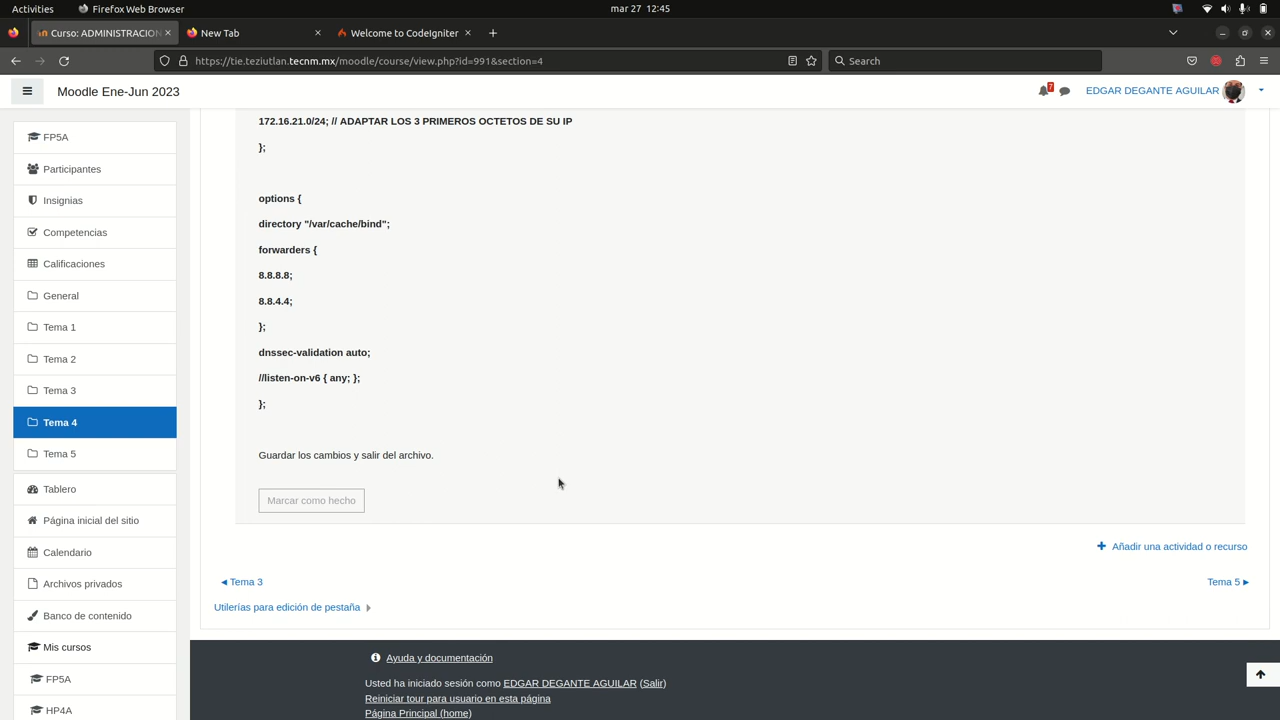 Activities
Firefox Web Browser
mar 27 12:45
Curso: ADMINISTRACION
New Tab
Welcome to CodeIgniter
https://tie.teziutlan.tecnm.mx/moodle/course/view.php?id=991&section=4
Search
Moodle Ene-Jun 2023
7
EDGAR DEGANTE AGUILAR
FP5A
Participantes
Insignias
Competencias
Calificaciones
General
Tema 1
Tema 2
Tema 3
Tema 4
Tema 5
Tablero
Página inicial del sitio
Calendario
Archivos privados
Banco de contenido
Mis cursos
FP5A
HP4A
172.16.21.0/24; // ADAPTAR LOS 3 PRIMEROS OCTETOS DE SU IP
};
options {
directory "/var/cache/bind";
forwarders {
8.8.8.8;
8.8.4.4;
};
dnssec-validation auto;
//listen-on-v6 { any; };
};
Guardar los cambios y salir del archivo.
Marcar como hecho
+ Añadir una actividad o recurso
◄ Tema 3
Tema 5 ►
Utilerías para edición de pestaña
Ayuda y documentación
Usted ha iniciado sesión como EDGAR DEGANTE AGUILAR (Salir)
Reiniciar tour para usuario en esta página
Página Principal (home)